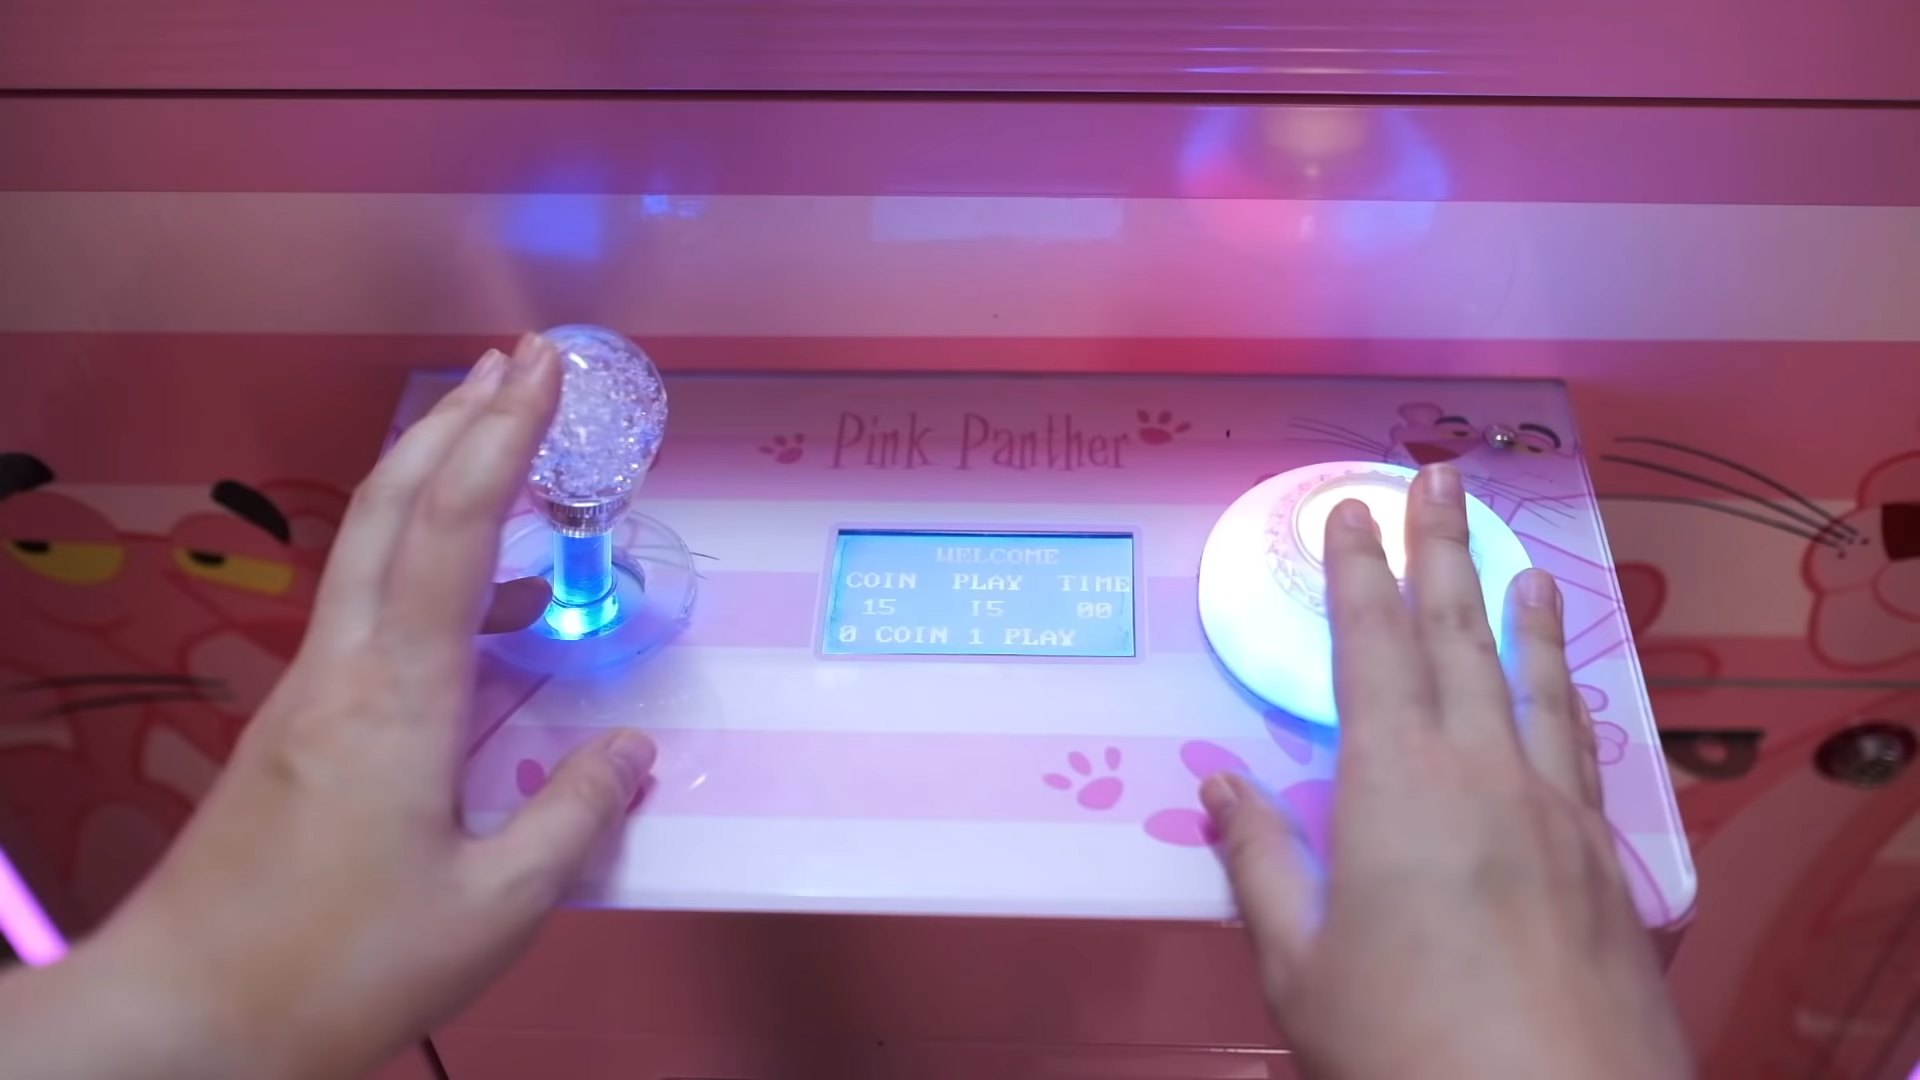 Pink Panther
WELCOME
COIN PLAY TIME
15 15 00
0 COIN 1 PLAY